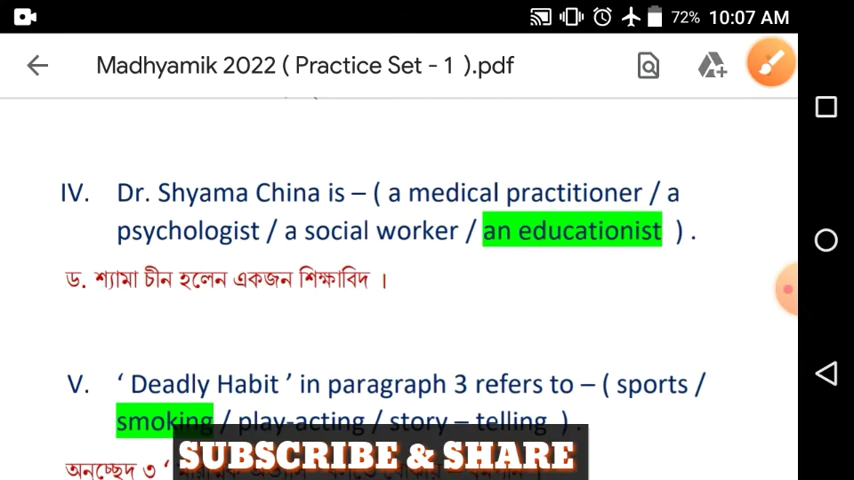 72% 10:07 AM
Madhyamik 2022 ( Practice Set - 1 ).pdf
IV. Dr. Shyama China is – ( a medical practitioner / a
psychologist / a social worker / an educationist ) .
ড. শ্যামা চীন হলেন একজন শিক্ষাবিদ ।
V. ‘ Deadly Habit ’ in paragraph 3 refers to – ( sports /
smoking / play-acting / story – telling ) .
SUBSCRIBE & SHARE
অনুচ্ছেদ ৩ ‘